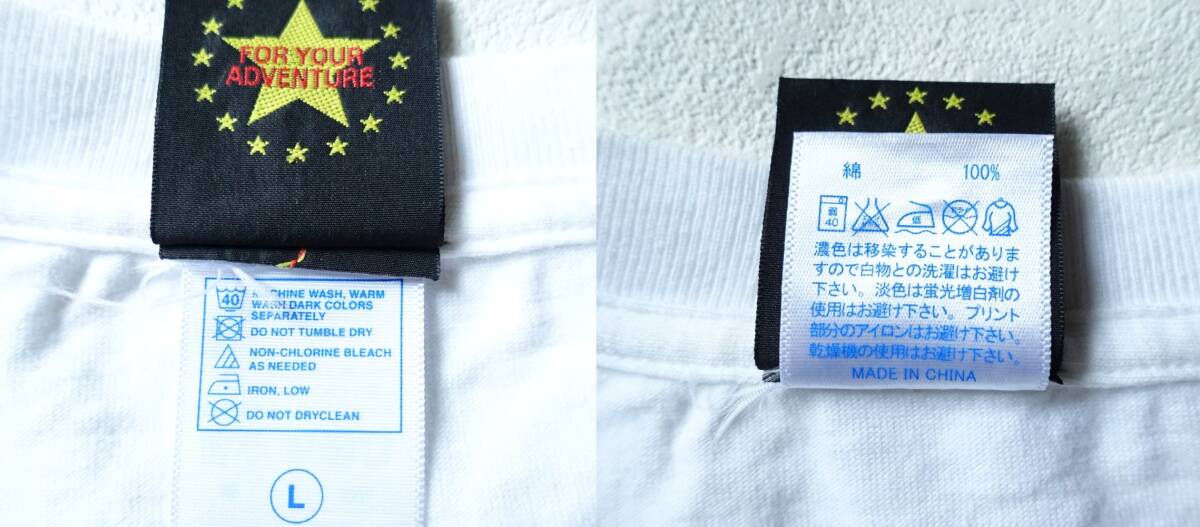 FOR YOUR
ADVENTURE
40
MACHINE WASH, WARM
WASH DARK COLORS
SEPARATELY
DO NOT TUMBLE DRY
NON-CHLORINE BLEACH
AS NEEDED
IRON, LOW
DO NOT DRYCLEAN
L
綿 100%
弱
40
低
濃色は移染することがありま
すので白物との洗濯はお避け
下さい。淡色は蛍光増白剤の
使用はお避け下さい。プリント
部分のアイロンはお避け下さい。
乾燥機の使用はお避け下さい。
MADE IN CHINA